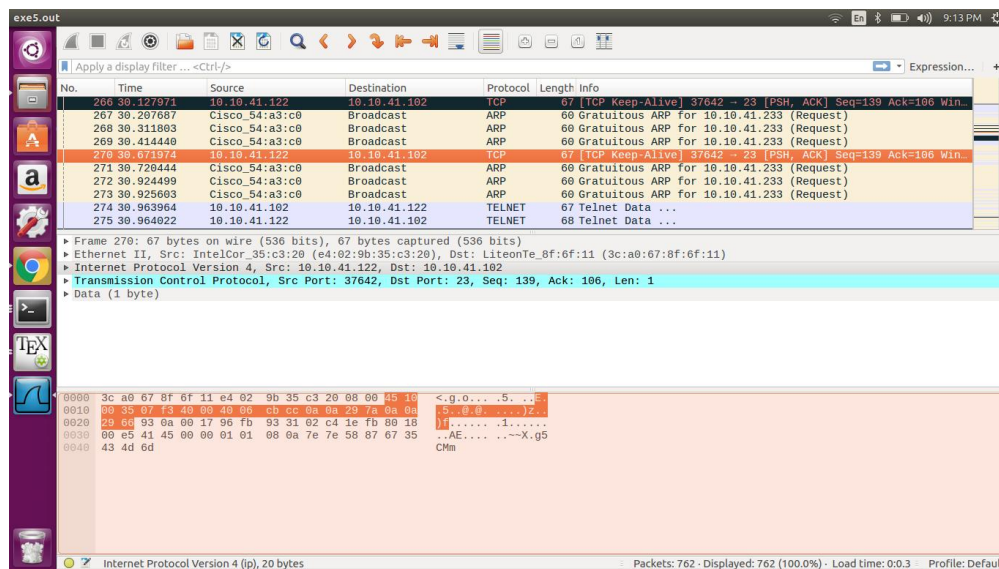 exe5.out
En
9:13 PM
Apply a display filter ... <Ctrl-/>
Expression...
+
No. Time Source Destination Protocol Length Info
266 30.127971 10.10.41.122 10.10.41.102 TCP 67 [TCP Keep-Alive] 37642 → 23 [PSH, ACK] Seq=139 Ack=106 Win…
267 30.207687 Cisco_54:a3:c0 Broadcast ARP 60 Gratuitous ARP for 10.10.41.233 (Request)
268 30.311803 Cisco_54:a3:c0 Broadcast ARP 60 Gratuitous ARP for 10.10.41.233 (Request)
269 30.414440 Cisco_54:a3:c0 Broadcast ARP 60 Gratuitous ARP for 10.10.41.233 (Request)
270 30.671974 10.10.41.122 10.10.41.102 TCP 67 [TCP Keep-Alive] 37642 → 23 [PSH, ACK] Seq=139 Ack=106 Win…
271 30.720444 Cisco_54:a3:c0 Broadcast ARP 60 Gratuitous ARP for 10.10.41.233 (Request)
272 30.924499 Cisco_54:a3:c0 Broadcast ARP 60 Gratuitous ARP for 10.10.41.233 (Request)
273 30.925603 Cisco_54:a3:c0 Broadcast ARP 60 Gratuitous ARP for 10.10.41.233 (Request)
274 30.963964 10.10.41.102 10.10.41.122 TELNET 67 Telnet Data ...
275 30.964022 10.10.41.122 10.10.41.102 TELNET 68 Telnet Data ...
Frame 270: 67 bytes on wire (536 bits), 67 bytes captured (536 bits)
Ethernet II, Src: IntelCor_35:c3:20 (e4:02:9b:35:c3:20), Dst: LiteonTe_8f:6f:11 (3c:a0:67:8f:6f:11)
Internet Protocol Version 4, Src: 10.10.41.122, Dst: 10.10.41.102
Transmission Control Protocol, Src Port: 37642, Dst Port: 23, Seq: 139, Ack: 106, Len: 1
Data (1 byte)
0000 3c a0 67 8f 6f 11 e4 02 9b 35 c3 20 08 00 45 10 <.g.o... .5. ..E.
0010 00 35 07 f3 40 00 40 06 cb cc 0a 0a 29 7a 0a 0a .5..@.@. ....)z..
0020 29 66 93 0a 00 17 96 fb 93 31 02 c4 1e fb 80 18 )f...... .1......
0030 00 e5 41 45 00 00 01 01 08 0a 7e 7e 58 87 67 35 ..AE.... ..~~X.g5
0040 43 4d 6d CMm
a
TEX
Internet Protocol Version 4 (ip), 20 bytes
Packets: 762 · Displayed: 762 (100.0%) · Load time: 0:0.3
Profile: Defau